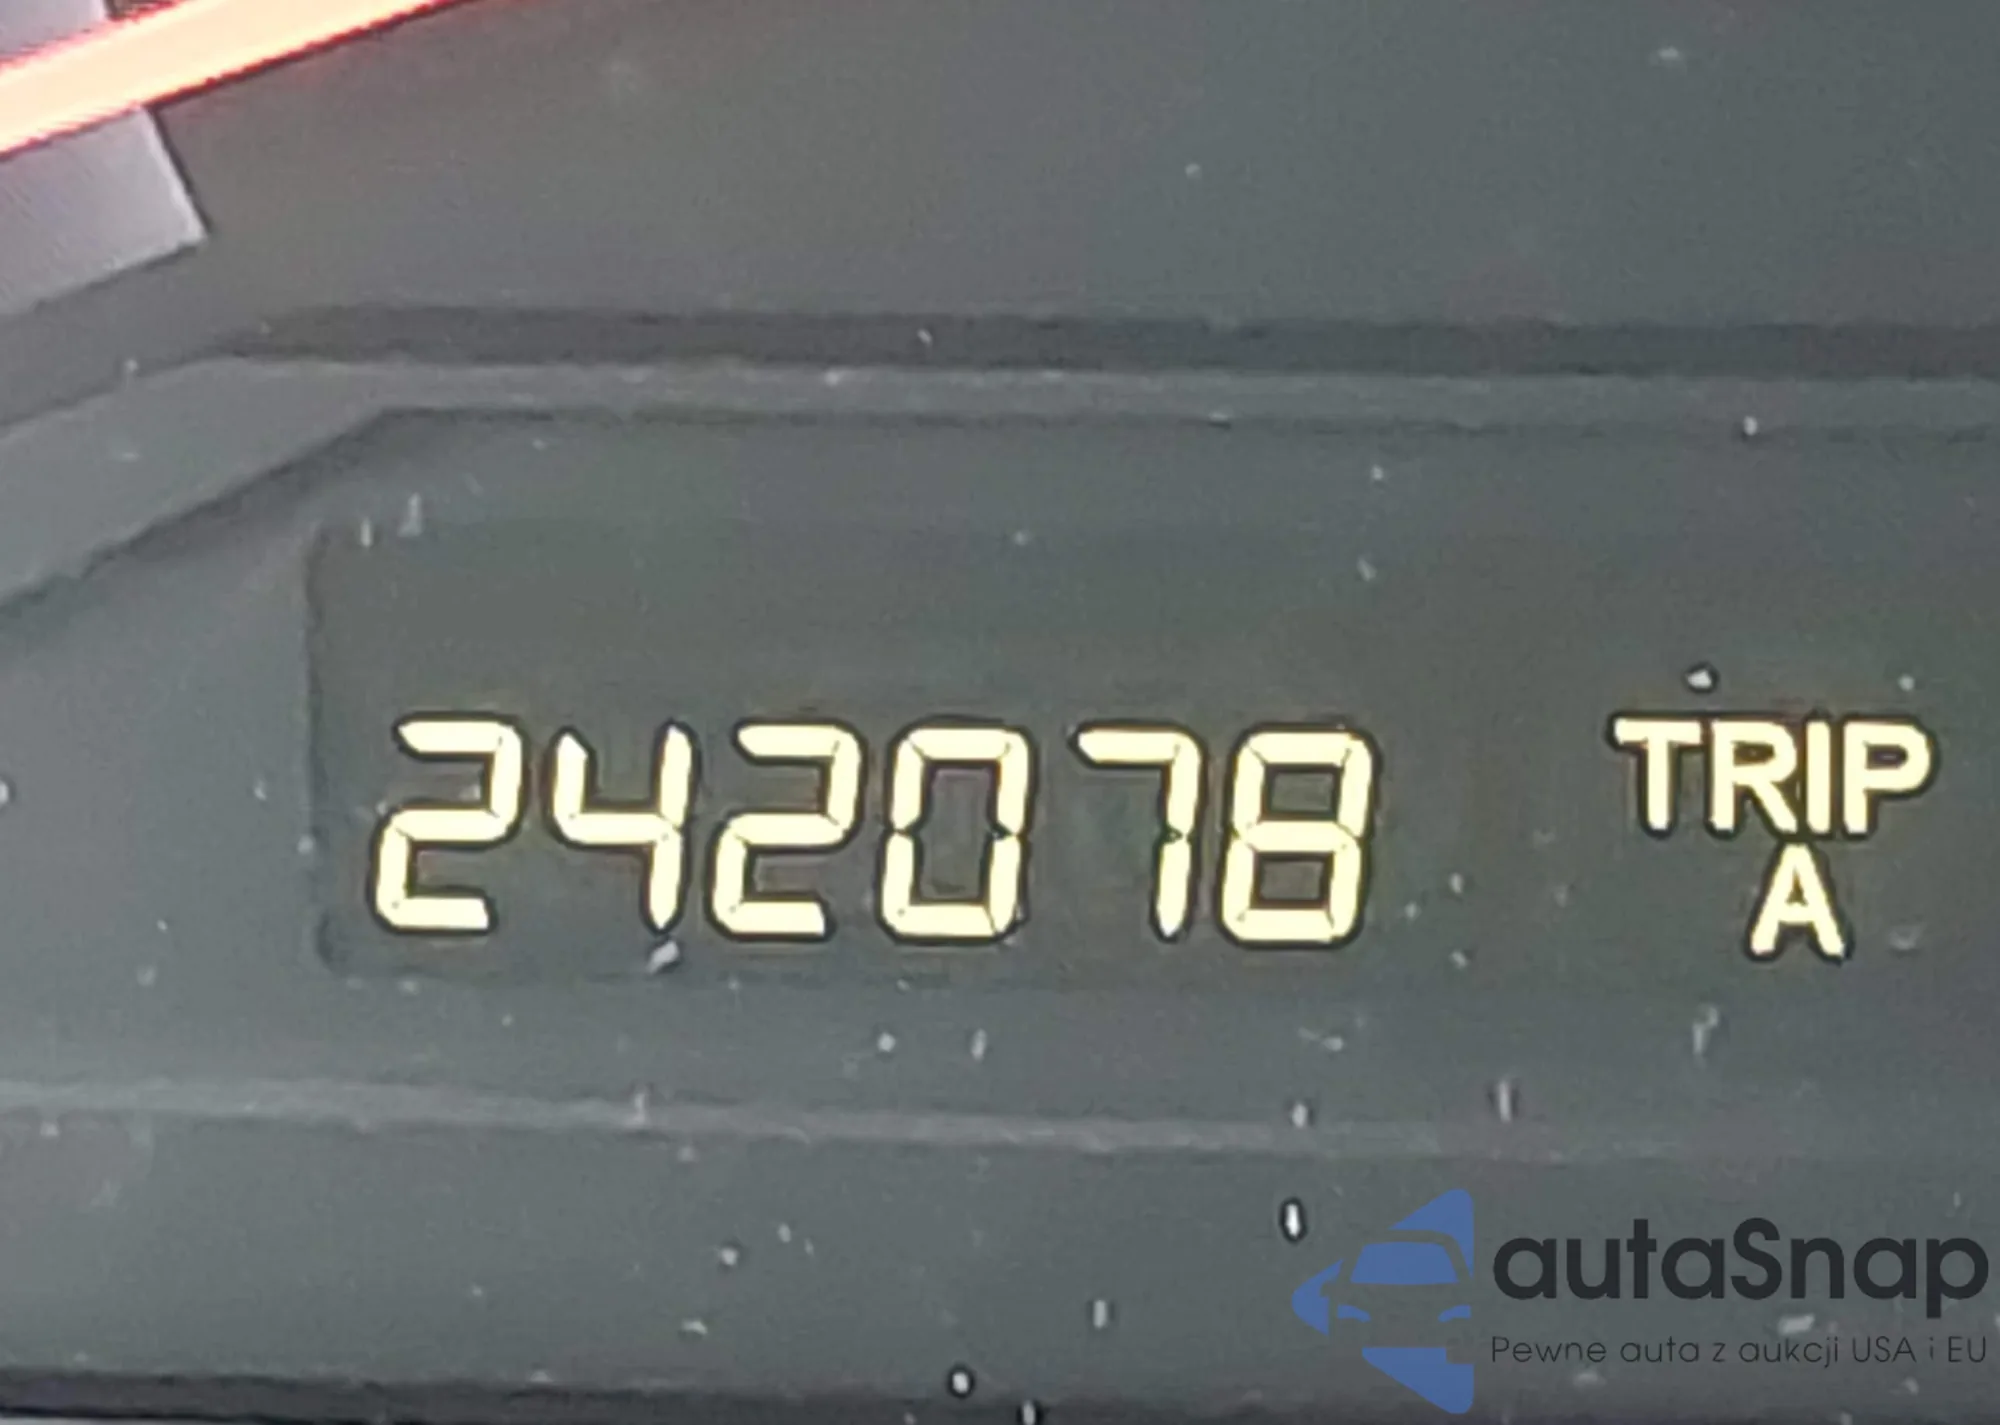 242078 TRIP
A
autaSnap
Pewne auta z aukcji USA i EU